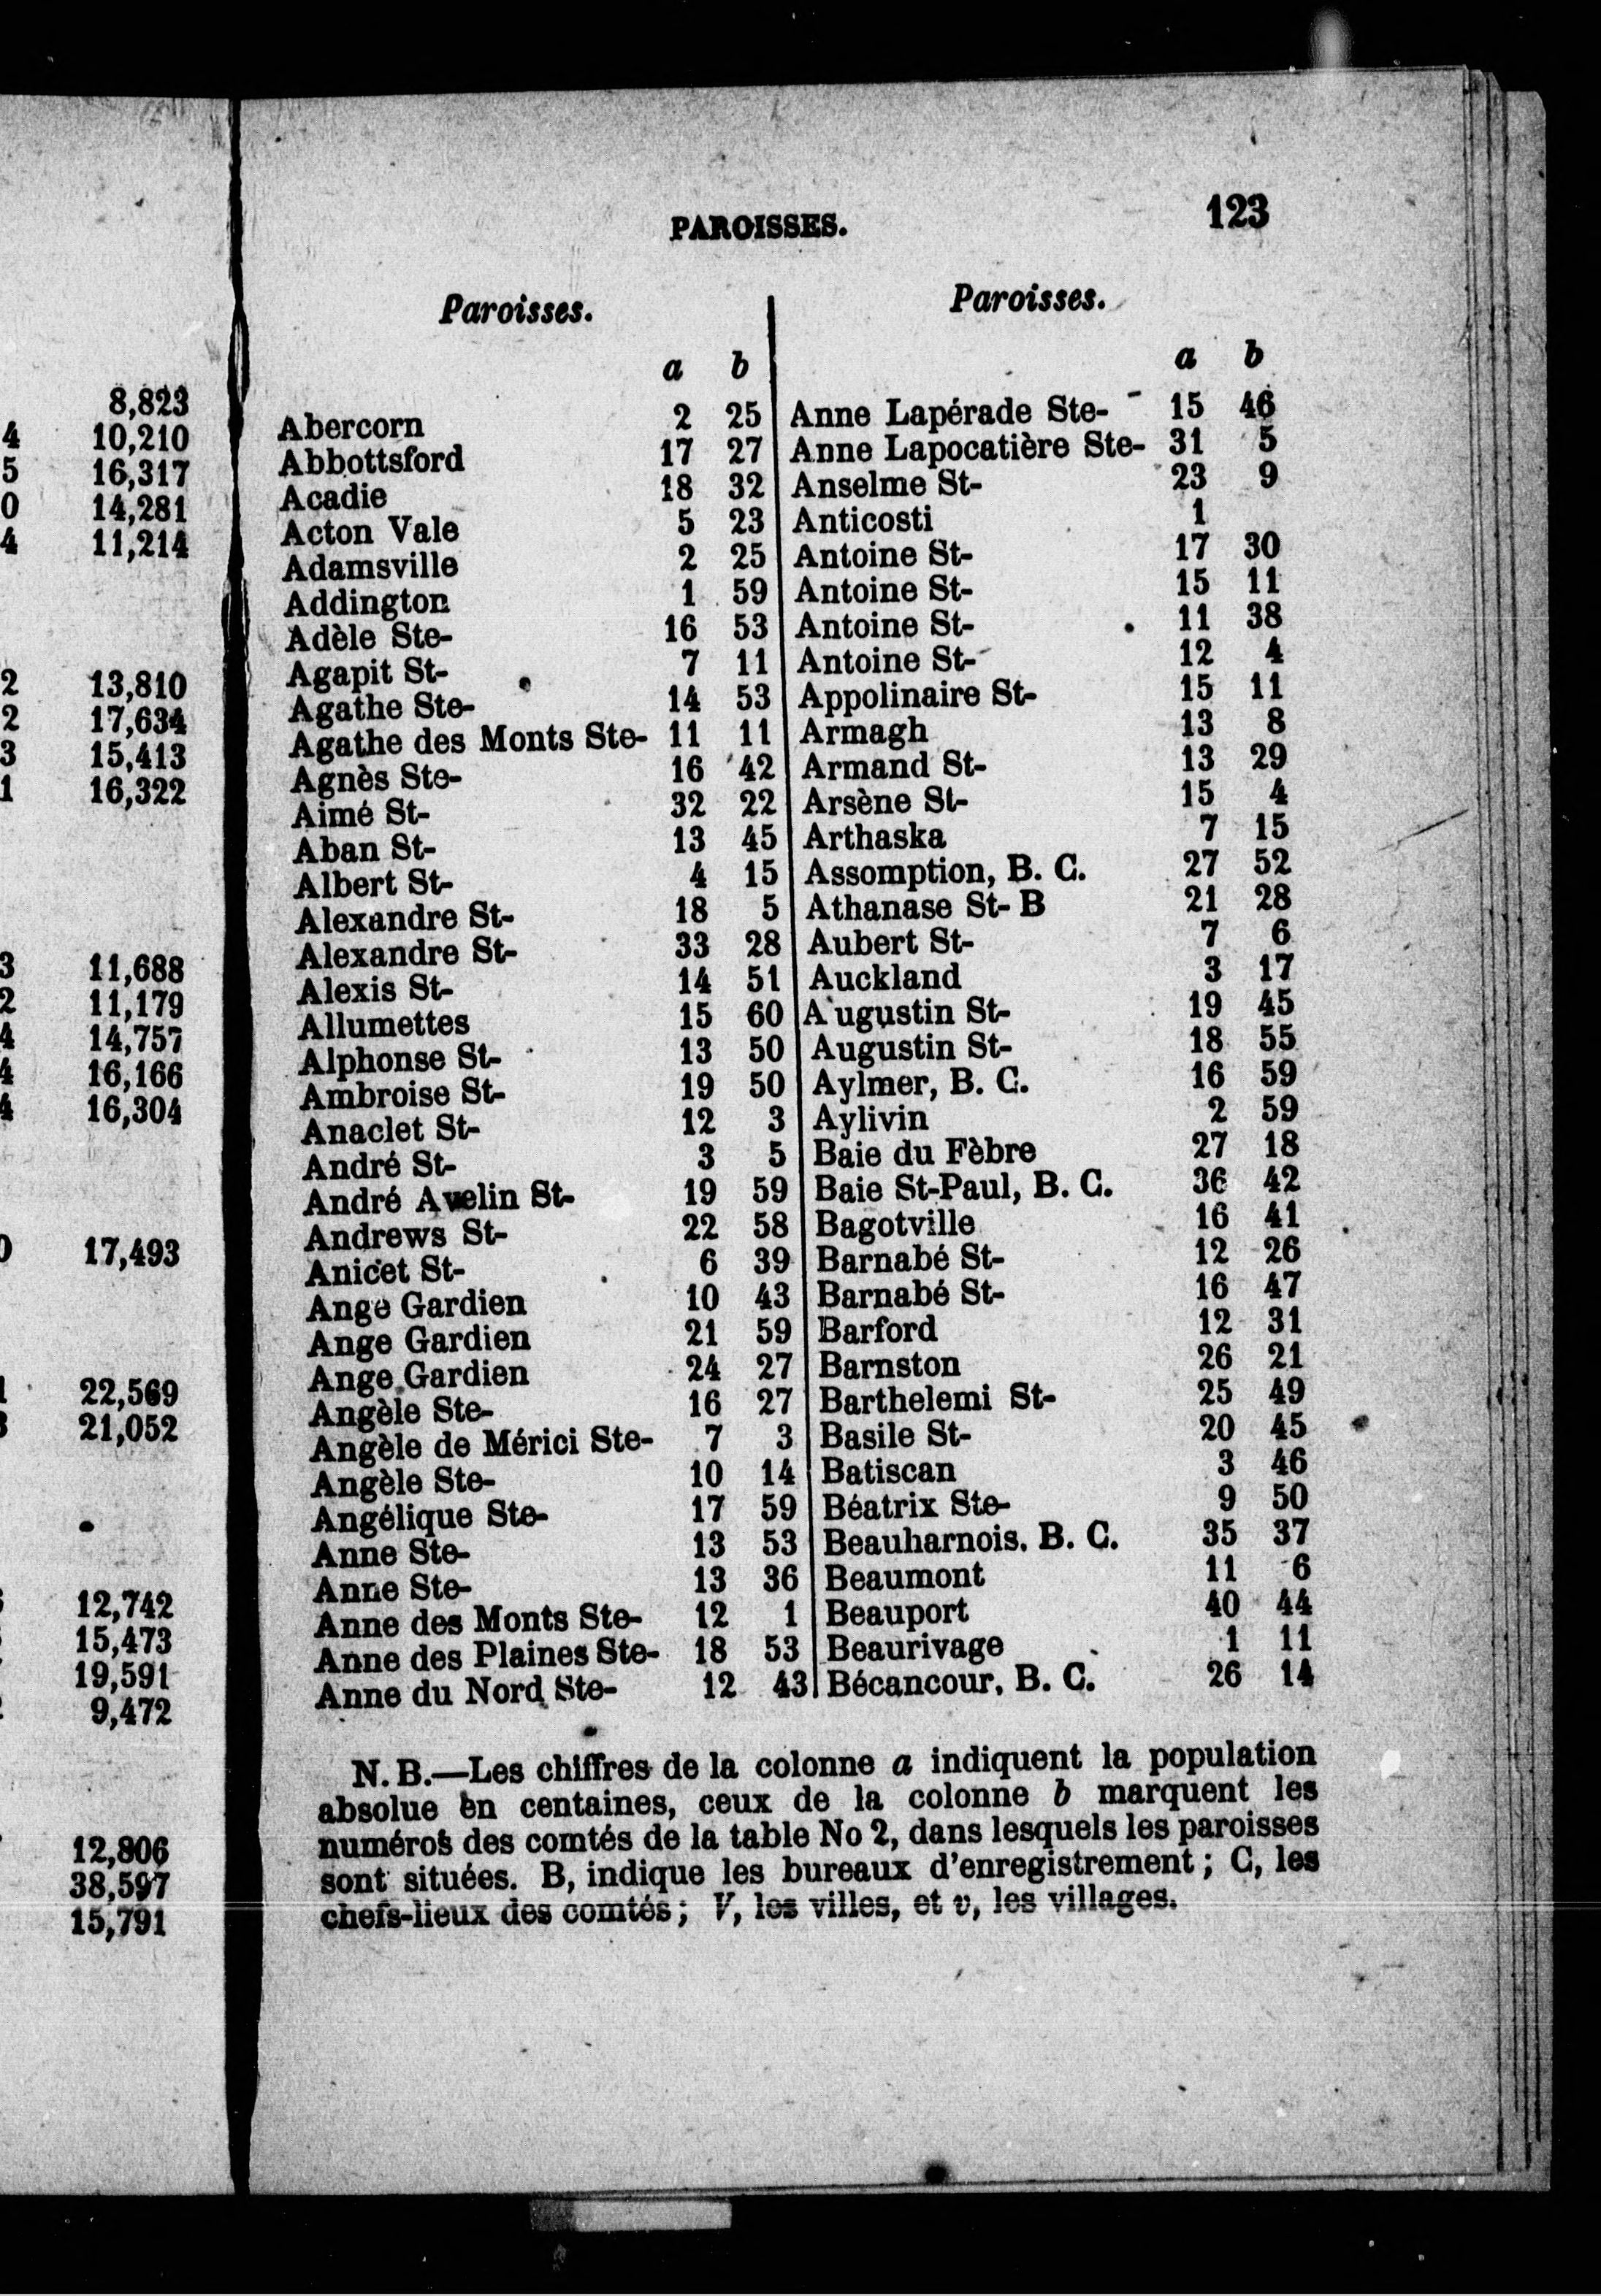 8,823
4 10,210
5 16,317
0 14,281
4 11,214
2 13,810
2 17,634
3 15,413
1 16,322
3 11,688
2 11,179
4 14,757
4 16,166
4 16,304
0 17,493
22,569
21,052
12,742
15,473
19,591
9,472
12,806
38,597
15,791
PAROISSES. 123
Paroisses.
a b
Abercorn 2 25
Abbottsford 17 27
Acadie 18 32
Acton Vale 5 23
Adamsville 2 25
Addington 1 59
Adèle Ste- 16 53
Agapit St- 7 11
Agathe Ste- 14 53
Agathe des Monts Ste- 11 11
Agnès Ste- 16 42
Aimé St- 32 22
Aban St- 13 45
Albert St- 4 15
Alexandre St- 18 5
Alexandre St- 33 28
Alexis St- 14 51
Allumettes 15 60
Alphonse St- 13 50
Ambroise St- 19 50
Anaclet St- 12 3
André St- 3 5
André Avelin St- 19 59
Andrews St- 22 58
Anicet St- 6 39
Ange Gardien 10 43
Ange Gardien 21 59
Ange Gardien 24 27
Angèle Ste- 16 27
Angèle de Mérici Ste- 7 3
Angèle Ste- 10 14
Angélique Ste- 17 59
Anne Ste- 13 53
Anne Ste- 13 36
Anne des Monts Ste- 12 1
Anne des Plaines Ste- 18 53
Anne du Nord Ste- 12 43
Paroisses.
a b
Anne Lapérade Ste- 15 46
Anne Lapocatière Ste- 31 5
Anselme St- 23 9
Anticosti 1
Antoine St- 17 30
Antoine St- 15 11
Antoine St- 11 38
Antoine St- 12 4
Appolinaire St- 15 11
Armagh 13 8
Armand St- 13 29
Arsène St- 15 4
Arthaska 7 15
Assomption, B. C. 27 52
Athanase St- B 21 28
Aubert St- 7 6
Auckland 3 17
Augustin St- 19 45
Augustin St- 18 55
Aylmer, B. C. 16 59
Aylivin 2 59
Baie du Fèbre 27 18
Baie St-Paul, B. C. 36 42
Bagotville 16 41
Barnabé St- 12 26
Barnabé St- 16 47
Barford 12 31
Barnston 26 21
Barthelemi St- 25 49
Basile St- 20 45
Batiscan 3 46
Béatrix Ste- 9 50
Beauharnois. B. C. 35 37
Beaumont 11 6
Beauport 40 44
Beaurivage 1 11
Bécancour. B. C. 26 14
N. B.—Les chiffres de la colonne a indiquent la population
absolue en centaines, ceux de la colonne b marquent les
numéros des comtés de la table No 2, dans lesquels les paroisses
sont situées. B, indique les bureaux d'enregistrement ; C, les
chefs-lieux des comtés ; V, les villes, et v, les villages.